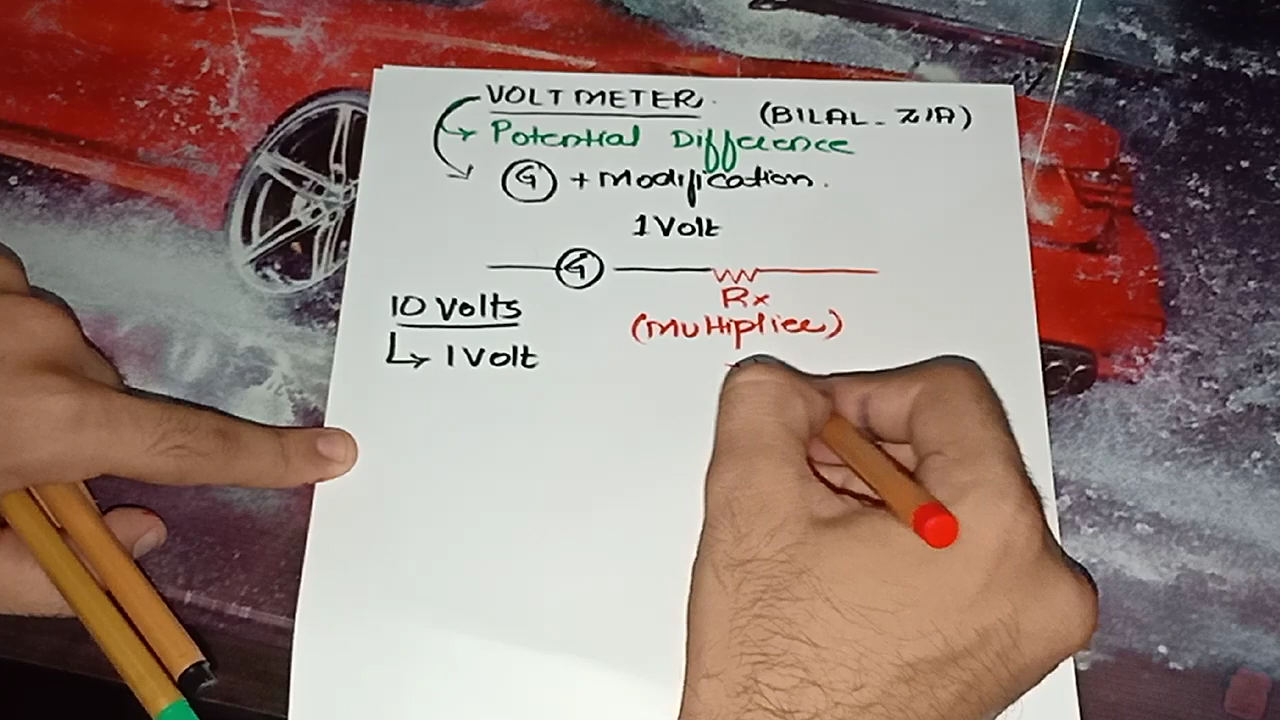 VOLTMETER.
(BILAL - ZIA)
Potential Difference
G + Modification.
1 Volt
G
Rx
(Multiplier)
10 Volts
↳ 1 Volt